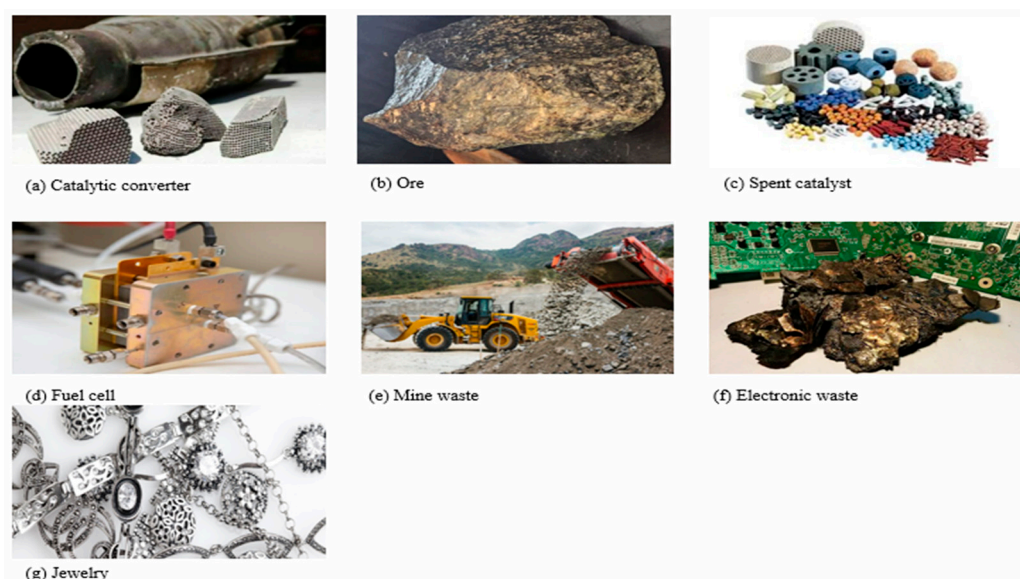 (a) Catalytic converter
(b) Ore
(c) Spent catalyst
(d) Fuel cell
(e) Mine waste
(f) Electronic waste
(g) Jewelry